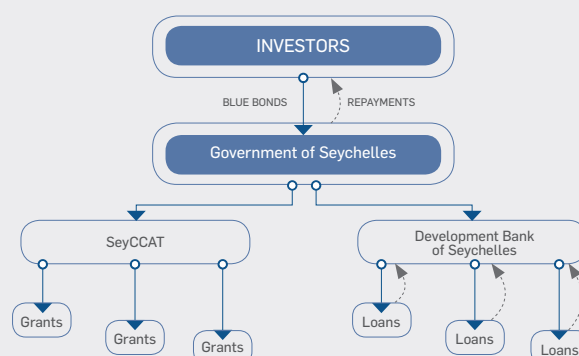 INVESTORS
BLUE BONDS
REPAYMENTS
Government of Seychelles
SeyCCAT
Development Bank
of Seychelles
Grants
Grants
Grants
Loans
Loans
Loans